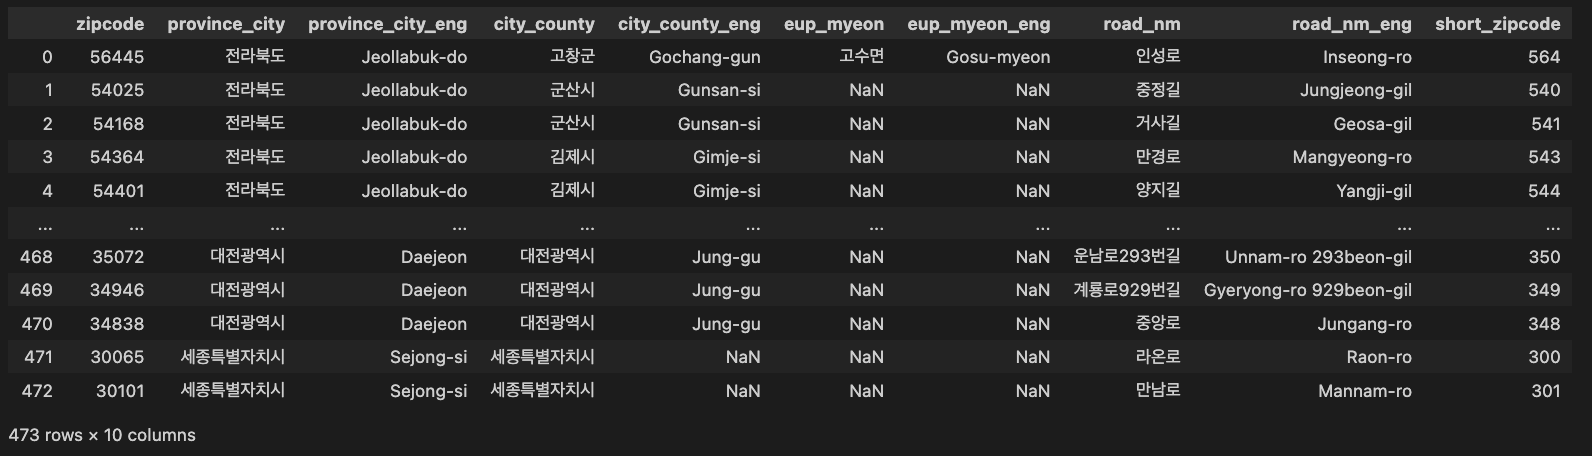 zipcode province_city province_city_eng city_county city_county_eng eup_myeon eup_myeon_eng road_nm road_nm_eng short_zipcode
0 56445 전라북도 Jeollabuk-do 고창군 Gochang-gun 고수면 Gosu-myeon 인성로 Inseong-ro 564
1 54025 전라북도 Jeollabuk-do 군산시 Gunsan-si NaN NaN 중정길 Jungjeong-gil 540
2 54168 전라북도 Jeollabuk-do 군산시 Gunsan-si NaN NaN 거사길 Geosa-gil 541
3 54364 전라북도 Jeollabuk-do 김제시 Gimje-si NaN NaN 만경로 Mangyeong-ro 543
4 54401 전라북도 Jeollabuk-do 김제시 Gimje-si NaN NaN 양지길 Yangji-gil 544
... ... ... ... ... ... ... ... ... ... ...
468 35072 대전광역시 Daejeon 대전광역시 Jung-gu NaN NaN 운남로293번길 Unnam-ro 293beon-gil 350
469 34946 대전광역시 Daejeon 대전광역시 Jung-gu NaN NaN 계룡로929번길 Gyeryong-ro 929beon-gil 349
470 34838 대전광역시 Daejeon 대전광역시 Jung-gu NaN NaN 중앙로 Jungang-ro 348
471 30065 세종특별자치시 Sejong-si 세종특별자치시 NaN NaN NaN 라온로 Raon-ro 300
472 30101 세종특별자치시 Sejong-si 세종특별자치시 NaN NaN NaN 만남로 Mannam-ro 301
473 rows × 10 columns